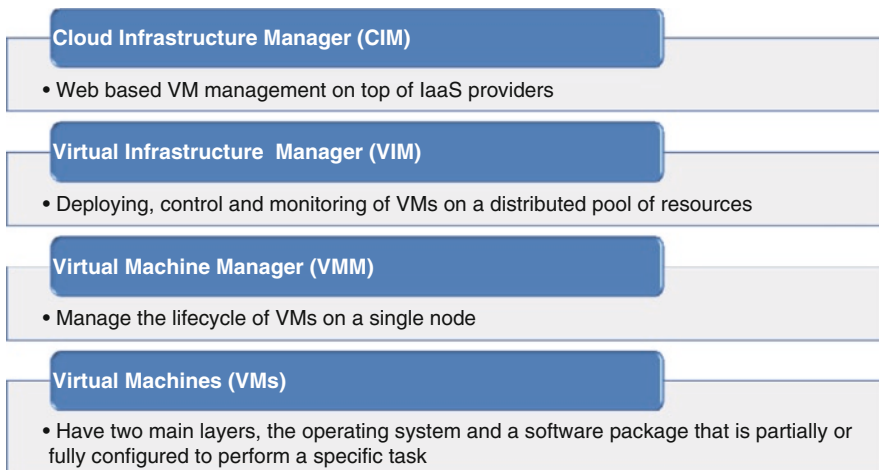 Cloud Infrastructure Manager (CIM)
• Web based VM management on top of IaaS providers
Virtual Infrastructure Manager (VIM)
• Deploying, control and monitoring of VMs on a distributed pool of resources
Virtual Machine Manager (VMM)
• Manage the lifecycle of VMs on a single node
Virtual Machines (VMs)
• Have two main layers, the operating system and a software package that is partially or
fully configured to perform a specific task